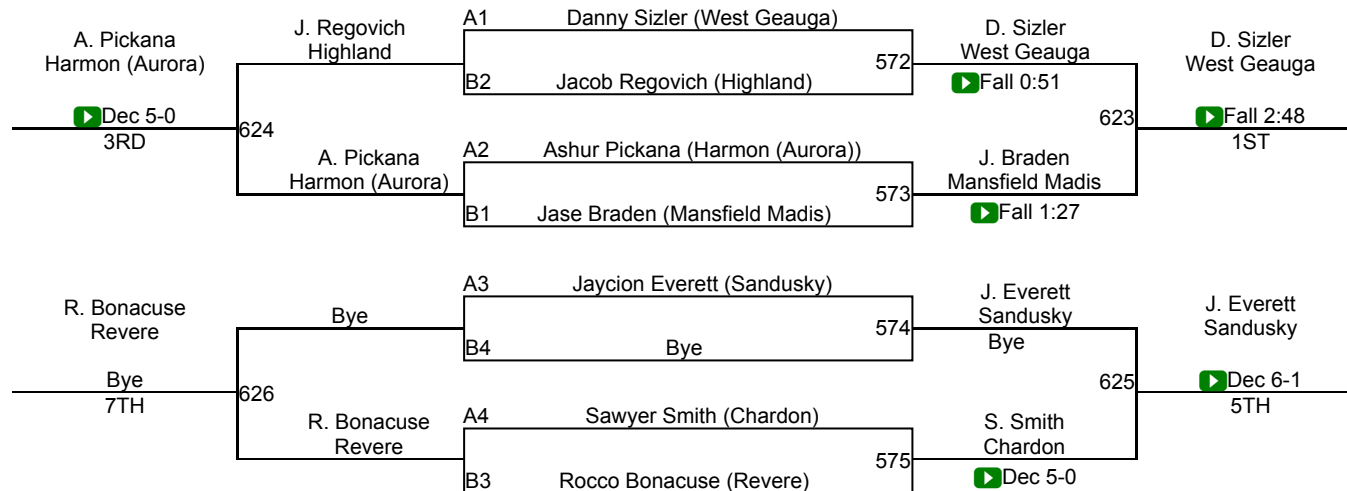 A. Pickana
Harmon (Aurora)
Dec 5-0
3RD
624
J. Regovich
Highland
A. Pickana
Harmon (Aurora)
A1
Danny Sizler (West Geauga)
572
B2
Jacob Regovich (Highland)
A2
Ashur Pickana (Harmon (Aurora))
573
B1
Jase Braden (Mansfield Madis)
D. Sizler
West Geauga
Fall 0:51
623
J. Braden
Mansfield Madis
Fall 1:27
D. Sizler
West Geauga
Fall 2:48
1ST
R. Bonacuse
Revere
Bye
7TH
626
Bye
R. Bonacuse
Revere
A3
Jaycion Everett (Sandusky)
574
B4
Bye
A4
Sawyer Smith (Chardon)
575
B3
Rocco Bonacuse (Revere)
J. Everett
Sandusky
Bye
625
S. Smith
Chardon
Dec 5-0
J. Everett
Sandusky
Dec 6-1
5TH